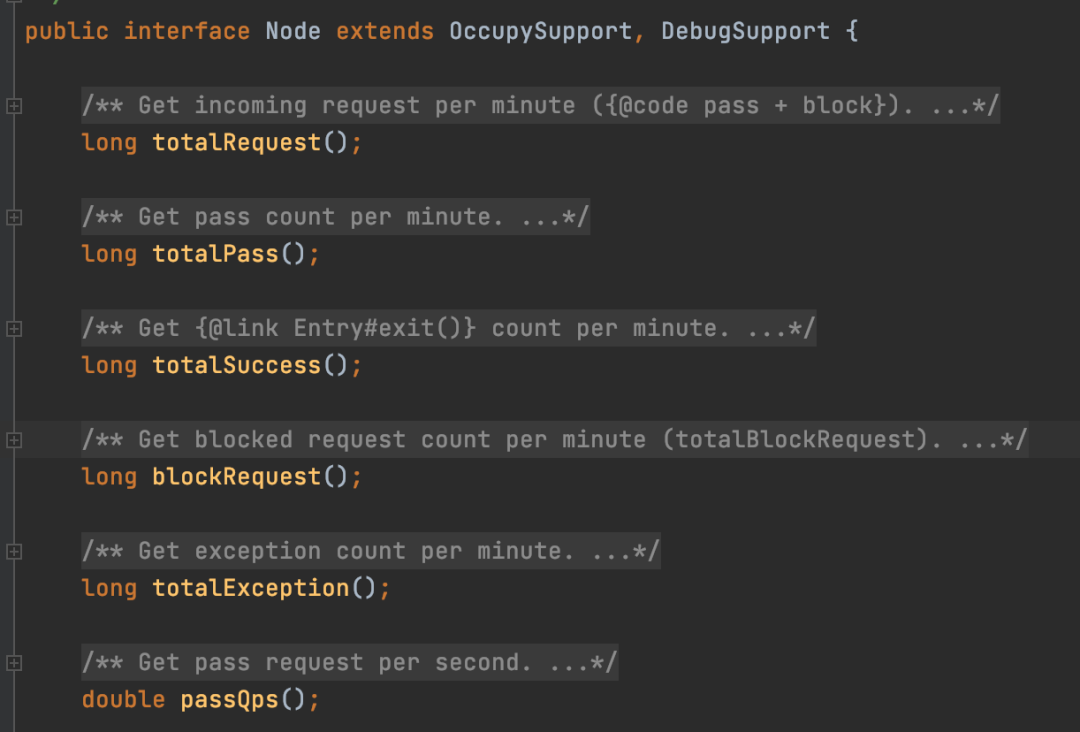 public interface Node extends OccupySupport, DebugSupport {
/** Get incoming request per minute ({@code pass + block}). ...*/
long totalRequest();
/** Get pass count per minute. ...*/
long totalPass();
/** Get {@link Entry#exit()} count per minute. ...*/
long totalSuccess();
/** Get blocked request count per minute (totalBlockRequest). ...*/
long blockRequest();
/** Get exception count per minute. ...*/
long totalException();
/** Get pass request per second. ...*/
double passQps();